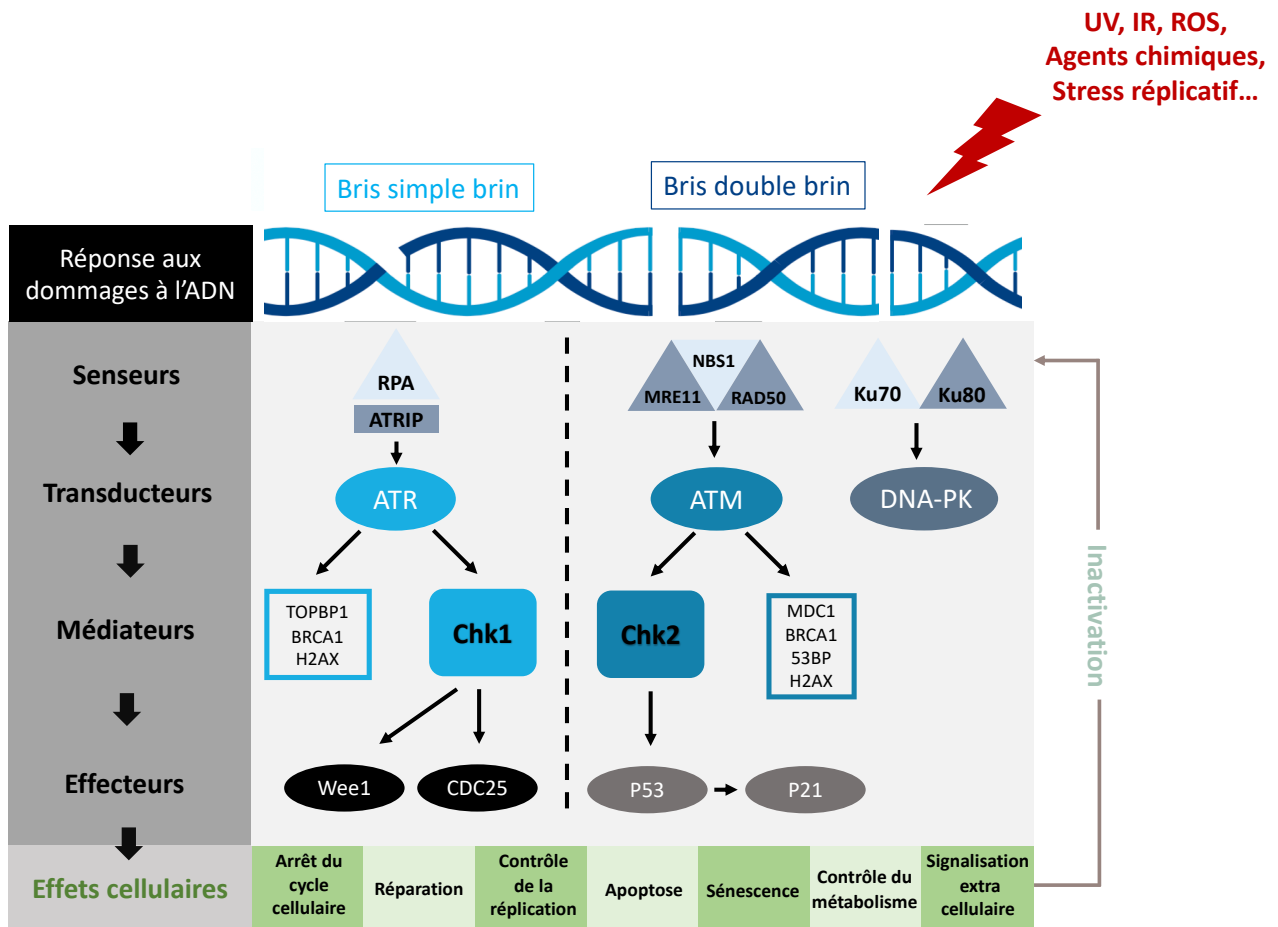 UV, IR, ROS,
Agents chimiques,
Stress réplicatif…
Bris simple brin
Bris double brin
Réponse aux
dommages à l'ADN
Senseurs
RPA
ATRIP
NBS1
MRE11
RAD50
Ku70
Ku80
Transducteurs
ATR
ATM
DNA-PK
Médiateurs
TOPBP1
BRCA1
H2AX
Chk1
Chk2
MDC1
BRCA1
53BP
H2AX
Inactivation
Effecteurs
Wee1
CDC25
P53
P21
Effets cellulaires
Arrêt du
cycle
cellulaire
Réparation
Contrôle
de la
réplication
Apoptose
Sénescence
Contrôle du
métabolisme
Signalisation
extra
cellulaire